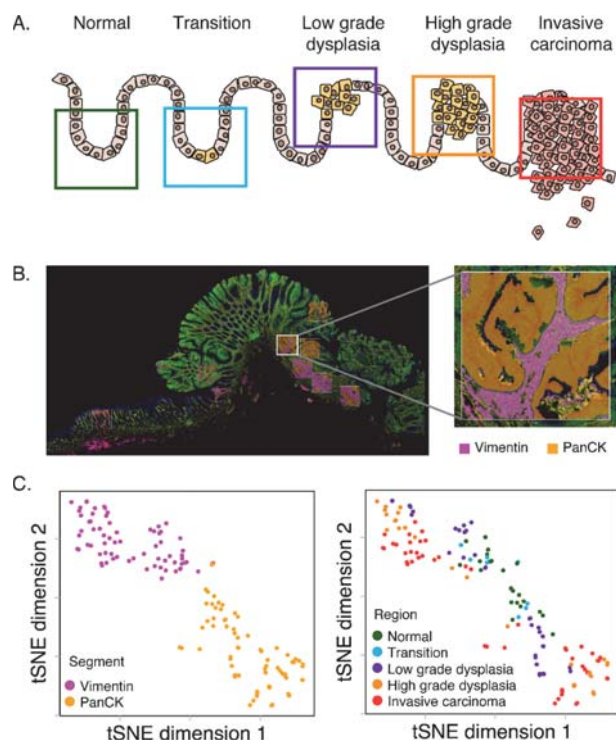 A.
Normal
Transition
Low grade
dysplasia
High grade
dysplasia
Invasive
carcinoma
B.
Vimentin
PanCK
C.
tSNE dimension 2
Segment
Vimentin
PanCK
tSNE dimension 1
tSNE dimension 2
Region
Normal
Transition
Low grade dysplasia
High grade dysplasia
Invasive carcinoma
tSNE dimension 1